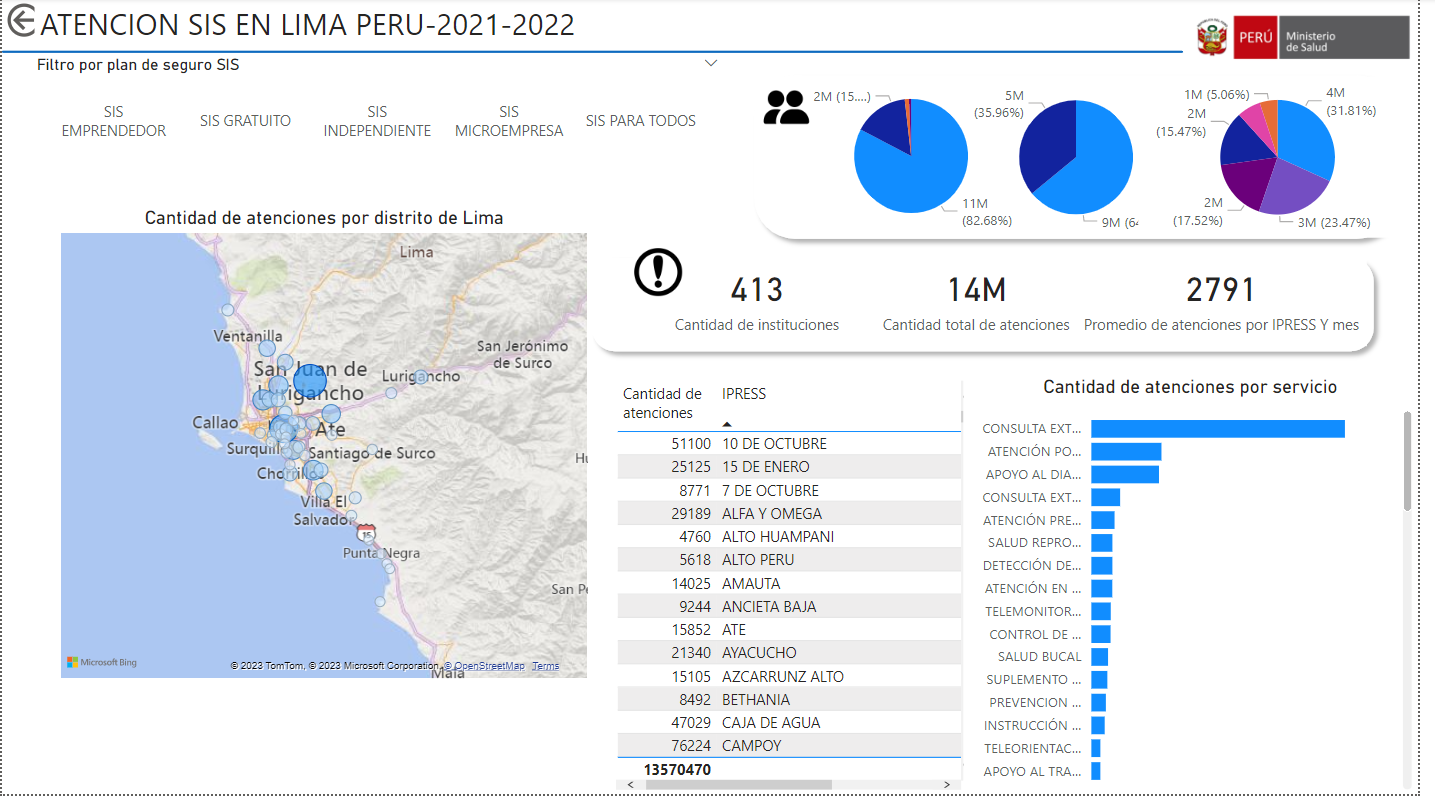 ATENCION SIS EN LIMA PERU-2021-2022
PERÚ
Ministerio
de Salud
Filtro por plan de seguro SIS
SIS
EMPRENDEDOR
SIS GRATUITO
SIS
INDEPENDIENTE
SIS
MICROEMPRESA
SIS PARA TODOS
2M (15....)
11M
(82.68%)
5M
(35.96%)
9M (64
1M (5.06%)
2M
(15.47%)
2M
(17.52%)
4M
(31.81%)
3M (23.47%)
413
Cantidad de instituciones
14M
Cantidad total de atenciones
2791
Promedio de atenciones por IPRESS Y mes
Cantidad de atenciones por distrito de Lima
Lima
Ventanilla
San Juan de
Lurigancho
San Jerónimo
de Surco
Lurigancho
Callao
Ate
Surquillo
Santiago de Surco
Chorrillos
Villa El
Salvador
15
Punta Negra
San Pe
Mala
Microsoft Bing
© 2023 TomTom, © 2023 Microsoft Corporation, © OpenStreetMap Terms
Cantidad de
atenciones
IPRESS
51100 10 DE OCTUBRE
25125 15 DE ENERO
8771 7 DE OCTUBRE
29189 ALFA Y OMEGA
4760 ALTO HUAMPANI
5618 ALTO PERU
14025 AMAUTA
9244 ANCIETA BAJA
15852 ATE
21340 AYACUCHO
15105 AZCARRUNZ ALTO
8492 BETHANIA
47029 CAJA DE AGUA
76224 CAMPOY
13570470
Cantidad de atenciones por servicio
CONSULTA EXT...
ATENCIÓN PO...
APOYO AL DIA...
CONSULTA EXT...
ATENCIÓN PRE...
SALUD REPRO...
DETECCIÓN DE...
ATENCIÓN EN ...
TELEMONITOR...
CONTROL DE ...
SALUD BUCAL
SUPLEMENTO ...
PREVENCION ...
INSTRUCCIÓN ...
TELEORIENTAC...
APOYO AL TRA...